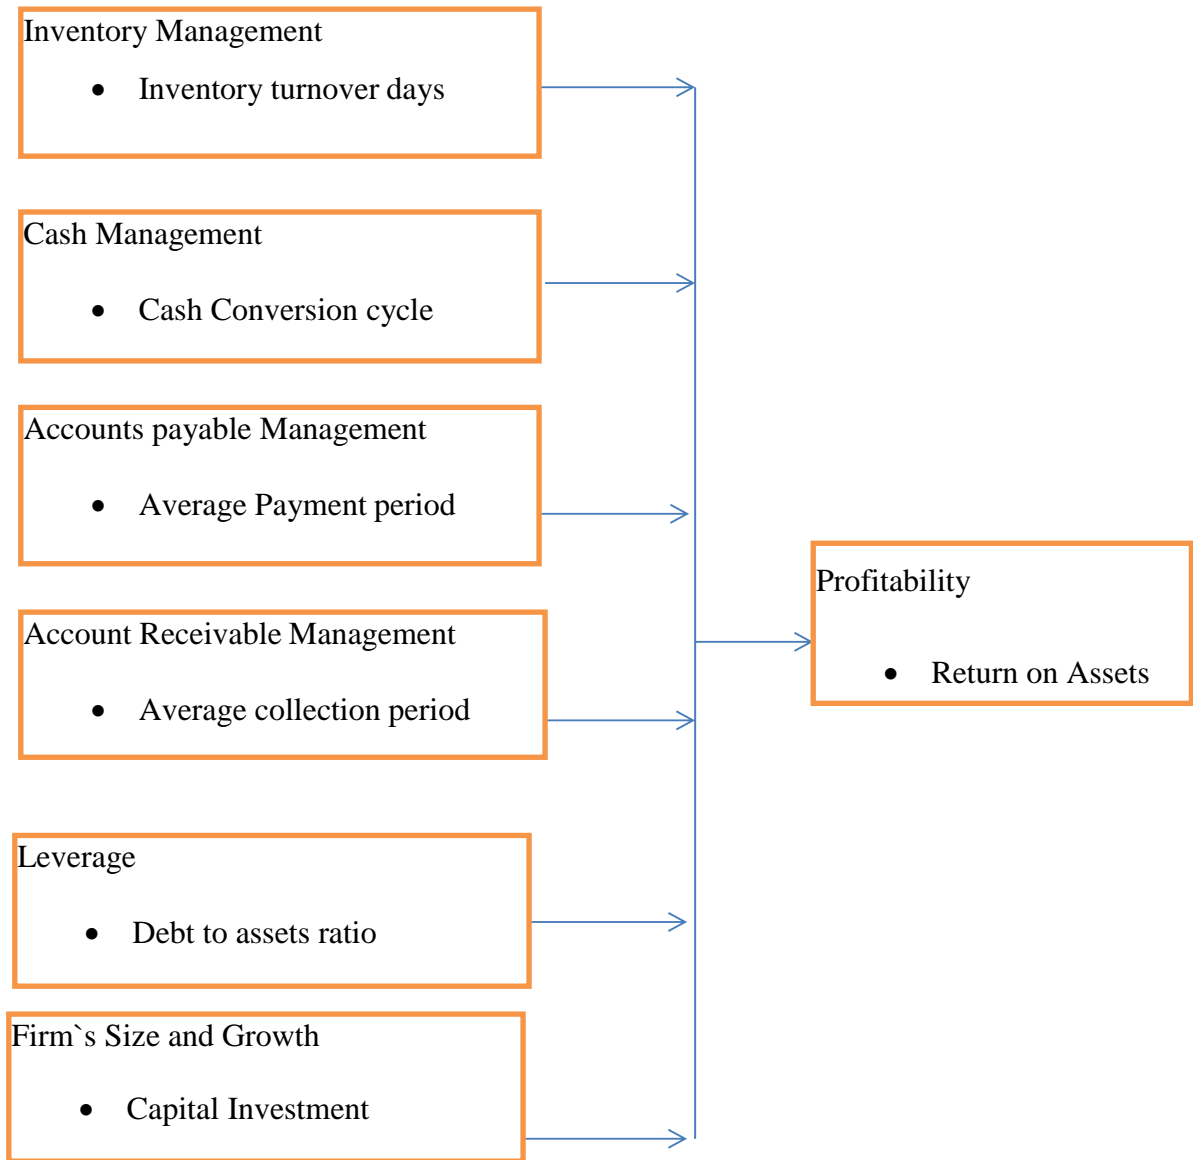 Inventory Management
• Inventory turnover days
Cash Management
• Cash Conversion cycle
Accounts payable Management
• Average Payment period
Account Receivable Management
• Average collection period
Leverage
• Debt to assets ratio
Firm`s Size and Growth
• Capital Investment
Profitability
• Return on Assets